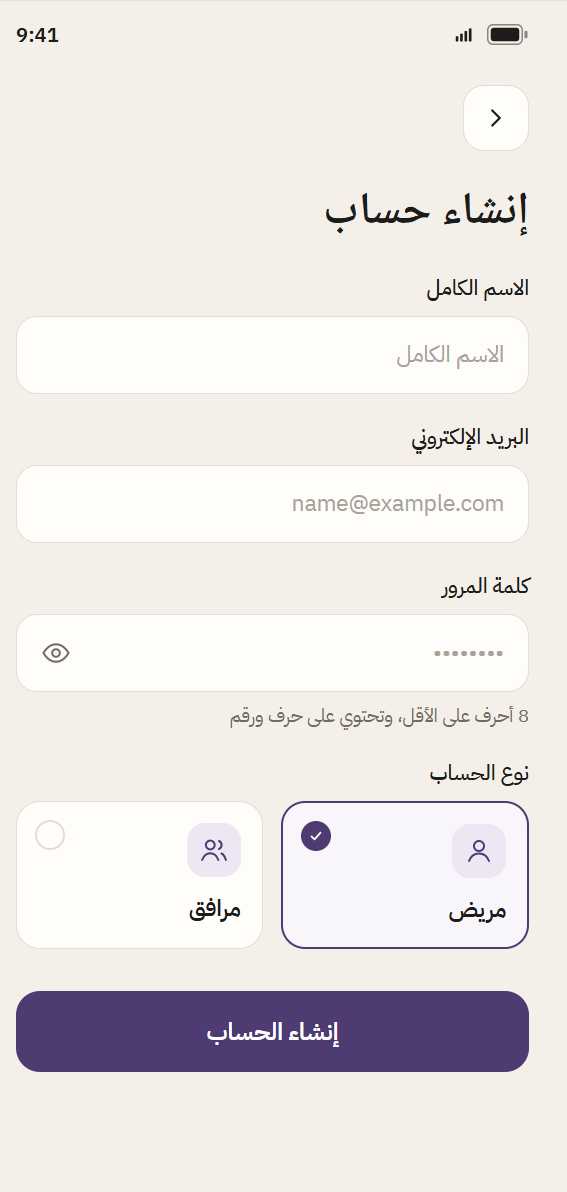 9:41
إنشاء حساب
الاسم الكامل
الاسم الكامل
البريد الإلكتروني
name@example.com
كلمة المرور
••••••••
8 أحرف على الأقل، وتحتوي على حرف ورقم
نوع الحساب
مريض
مرافق
إنشاء الحساب